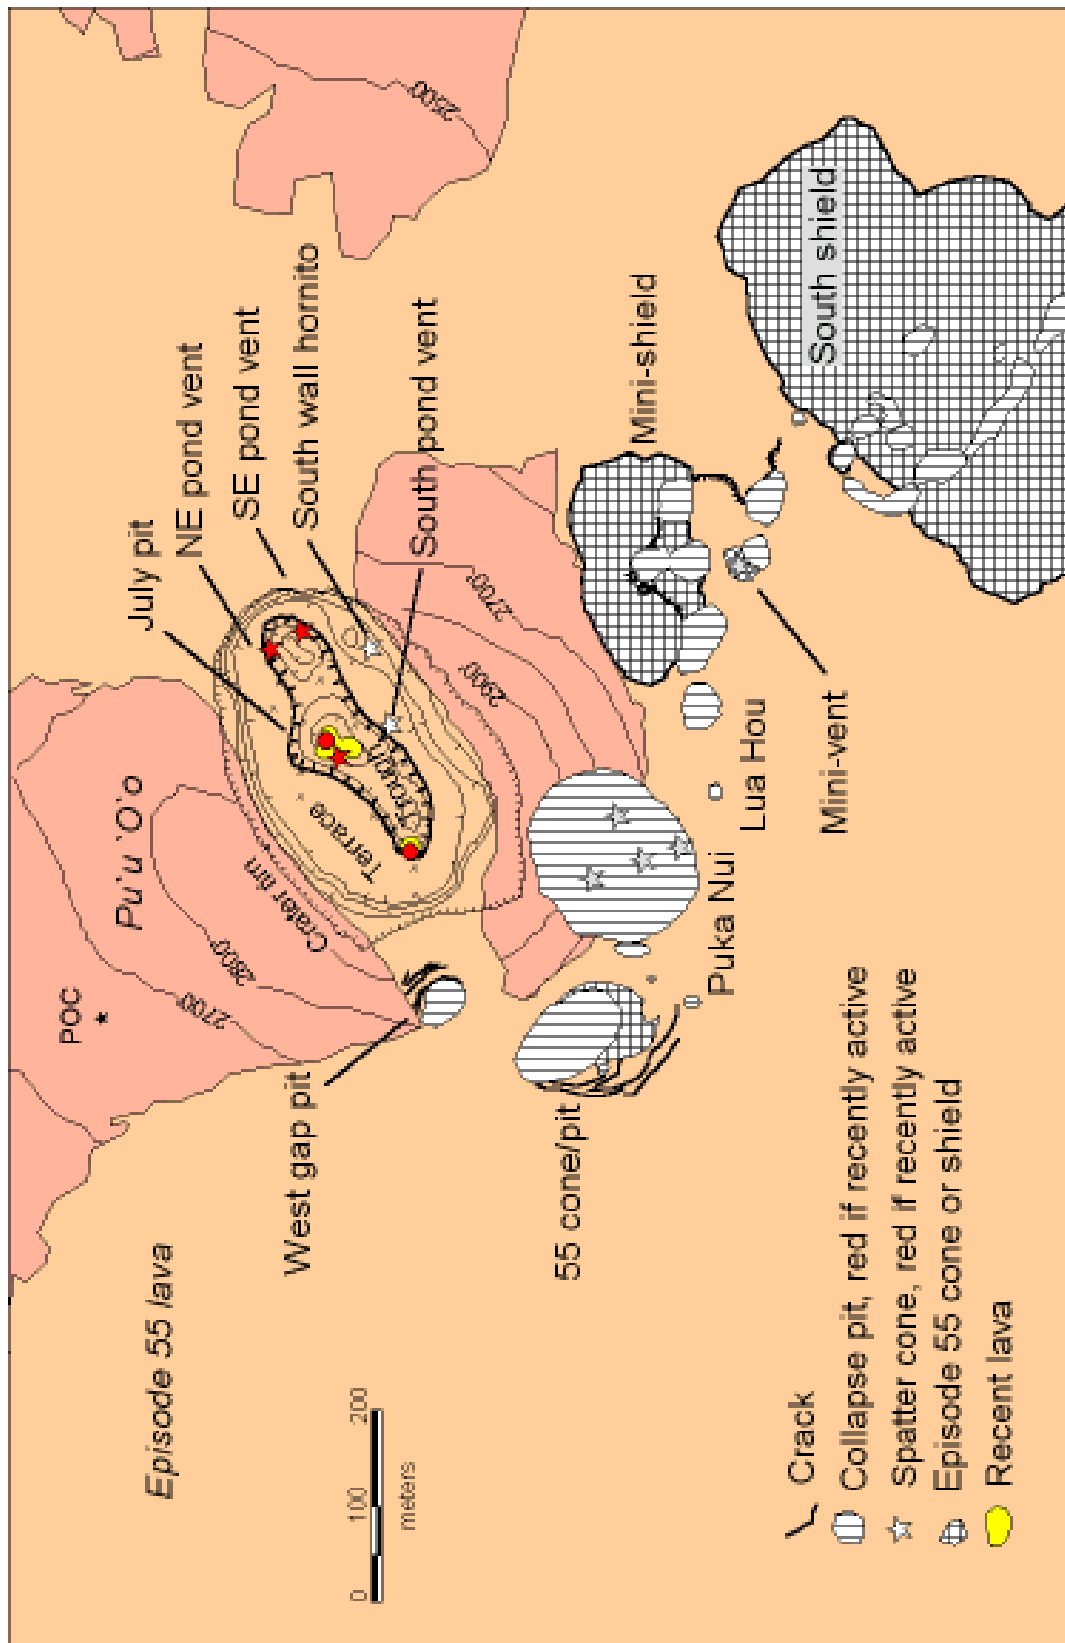 Episode 55 lava
POC
Pu`u `O`o
July pit
NE pond vent
SE pond vent
South wall hornito
South pond vent
West gap pit
Crater rim
Terrace
Trough
2700'
2800'
2900'
2700'
2500'
55 cone/pit
Puka Nui
Lua Hou
Mini-vent
Mini-shield
South shield
0 100 200
meters
Crack
Collapse pit, red if recently active
Spatter cone, red if recently active
Episode 55 cone or shield
Recent lava